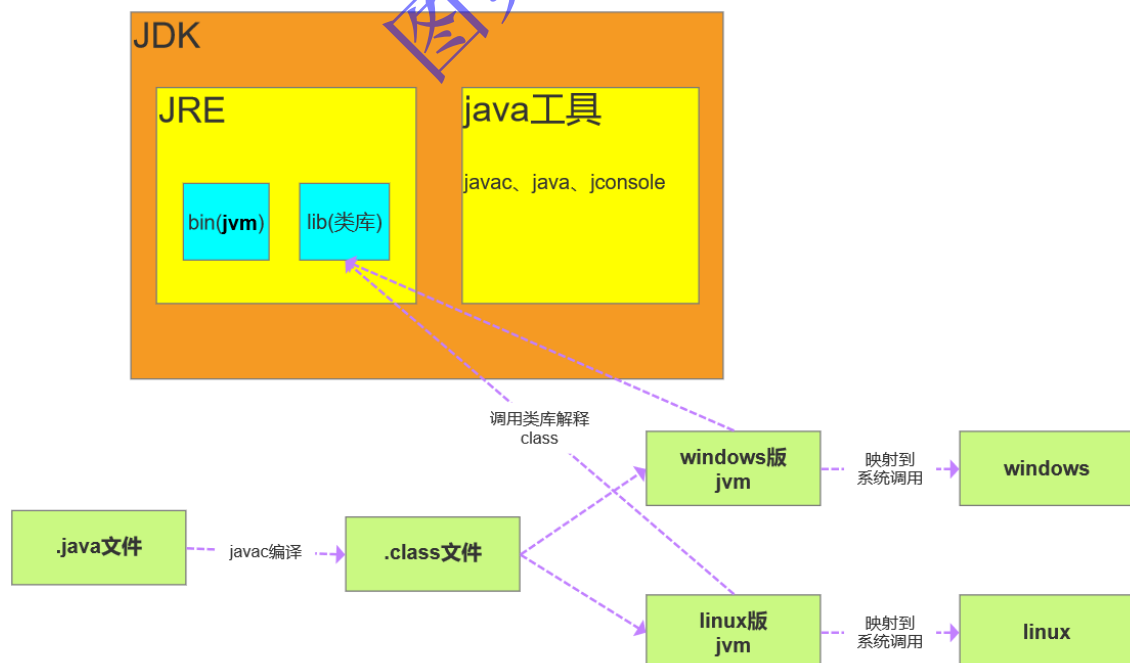 图
JDK
JRE
java工具
javac、java、jconsole
bin(jvm)
lib(类库)
调用类库解释
class
windows版
jvm
映射到
系统调用
windows
.java文件
javac编译
.class文件
linux版
jvm
映射到
系统调用
linux